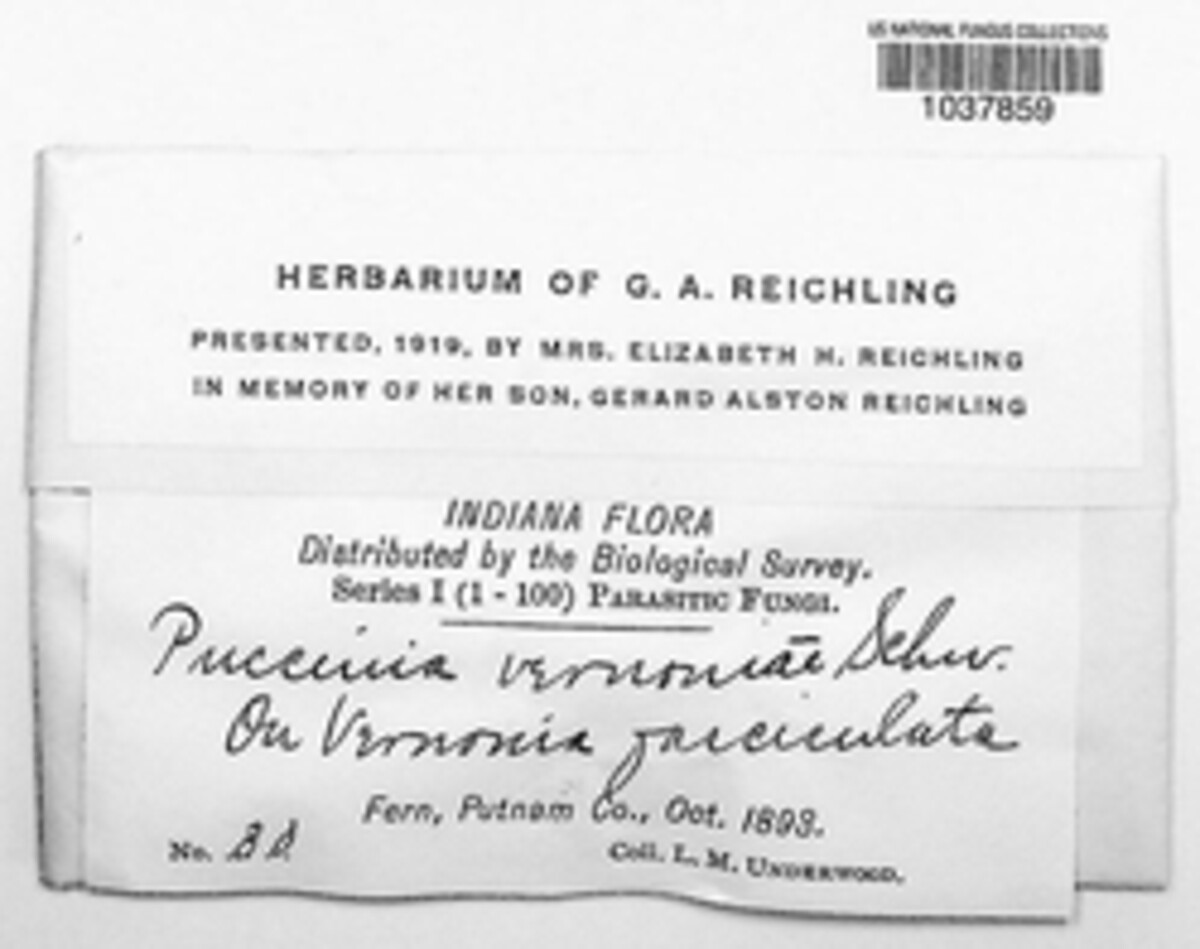 US NATIONAL FUNGUS COLLECTIONS
1037859
HERBARIUM OF G. A. REICHLING
PRESENTED, 1919, BY MRS. ELIZABETH H. REICHLING
IN MEMORY OF HER SON, GERARD ALSTON REICHLING
INDIANA FLORA
Distributed by the Biological Survey.
Series I (1 - 100) PARASITIC FUNGI.
Puccinia vernoniae Schw.
On Vernonia fasciculata
Fern, Putnam Co., Oct. 1893.
No.
Coll. L. M. UNDERWOOD.